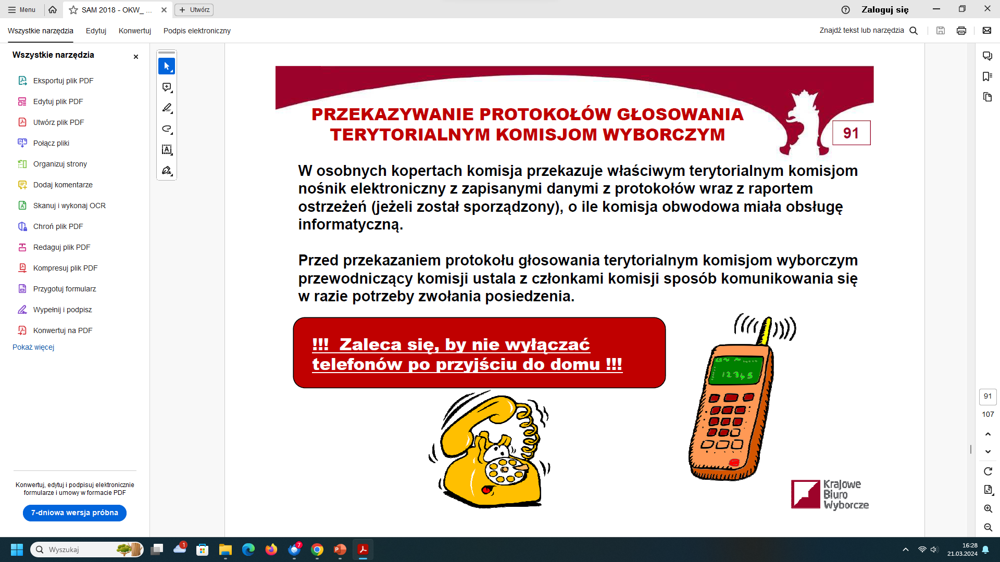 Menu
SAM 2018 - OKW_ ...
Utwórz
Zaloguj się
Wszystkie narzędzia
Edytuj
Konwertuj
Podpis elektroniczny
Znajdź tekst lub narzędzia
Wszystkie narzędzia
Eksportuj plik PDF
Edytuj plik PDF
Utwórz plik PDF
Połącz pliki
Organizuj strony
Dodaj komentarze
Skanuj i wykonaj OCR
Chroń plik PDF
Redaguj plik PDF
Kompresuj plik PDF
Przygotuj formularz
Wypełnij i podpisz
Konwertuj na PDF
Pokaż więcej
Konwertuj, edytuj i podpisuj elektronicznie
formularze i umowy w formacie PDF
7-dniowa wersja próbna
PRZEKAZYWANIE PROTOKOŁÓW GŁOSOWANIA
TERYTORIALNYM KOMISJOM WYBORCZYM
91
W osobnych kopertach komisja przekazuje właściwym terytorialnym komisjom
nośnik elektroniczny z zapisanymi danymi z protokołów wraz z raportem
ostrzeżeń (jeżeli został sporządzony), o ile komisja obwodowa miała obsługę
informatyczną.
Przed przekazaniem protokołu głosowania terytorialnym komisjom wyborczym
przewodniczący komisji ustala z członkami komisji sposób komunikowania się
w razie potrzeby zwołania posiedzenia.
!!! Zaleca się, by nie wyłączać
telefonów po przyjściu do domu !!!
12345
Krajowe
Biuro
Wyborcze
91
107
Wyszukaj
1
7
16:28
21.03.2024